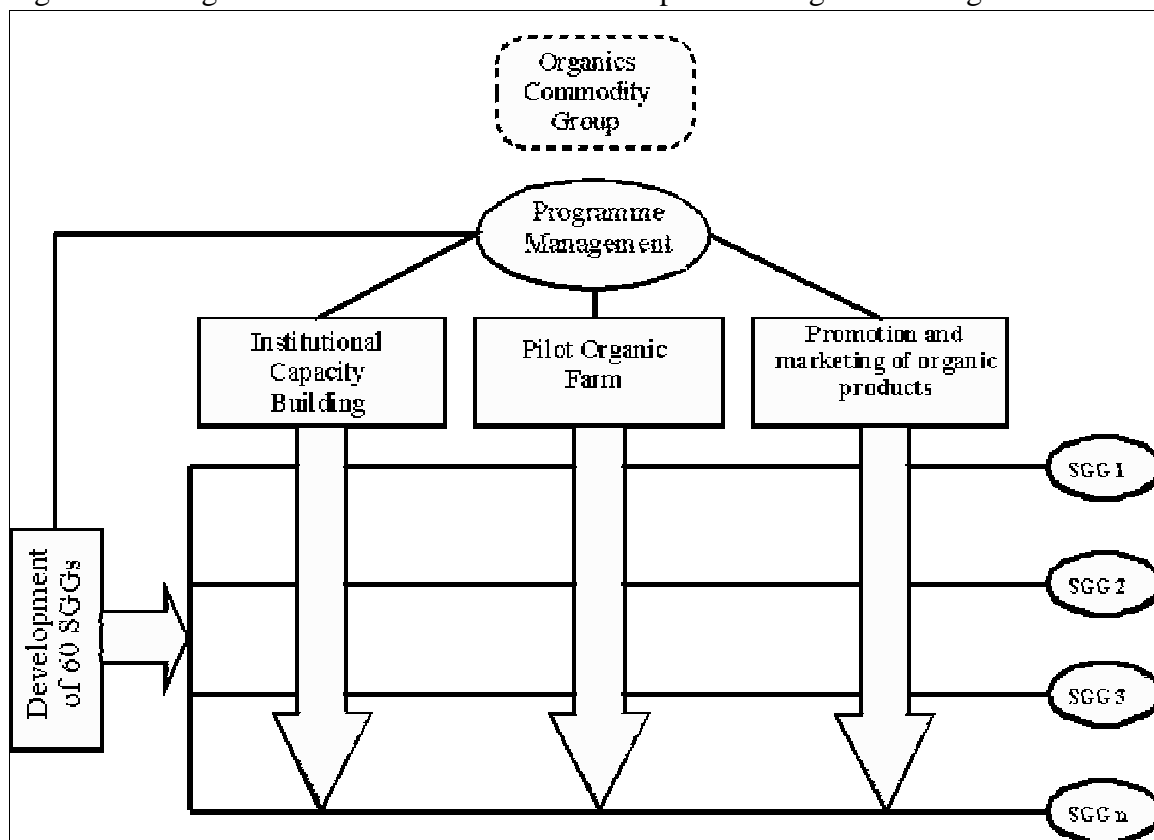 Organics
Commodity
Group
Programme
Management
Institutional
Capacity
Building
Pilot Organic
Farm
Promotion and
marketing of organic
products
SGG 1
SGG 2
SGG 3
SGG n
Development
of 60 SGGs